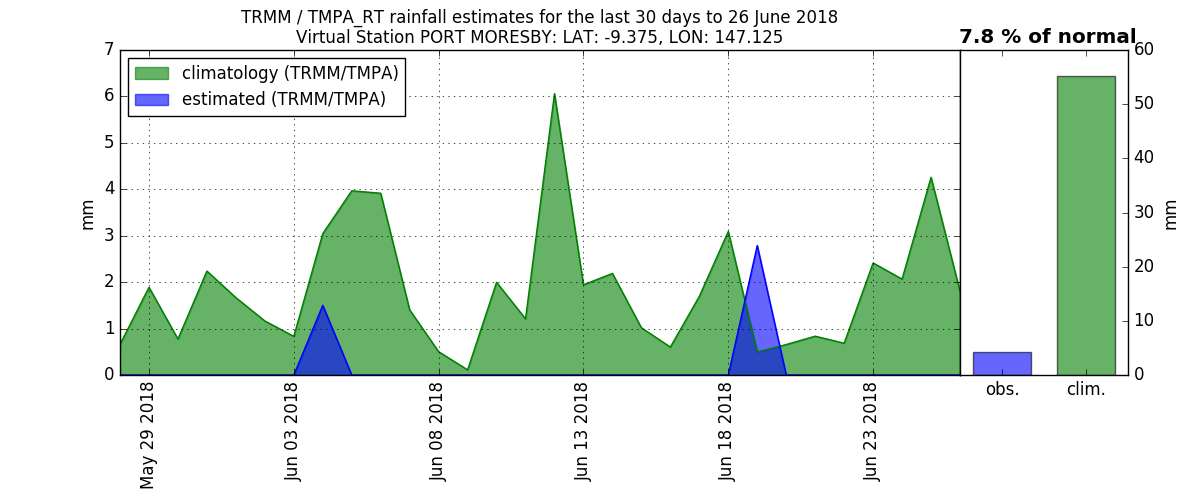 TRMM / TMPA_RT rainfall estimates for the last 30 days to 26 June 2018
Virtual Station PORT MORESBY: LAT: -9.375, LON: 147.125
7.8 % of normal
climatology (TRMM/TMPA)
estimated (TRMM/TMPA)
7
6
5
4
3
2
1
0
mm
May 29 2018
Jun 03 2018
Jun 08 2018
Jun 13 2018
Jun 18 2018
Jun 23 2018
obs.
clim.
60
50
40
30
20
10
0
mm